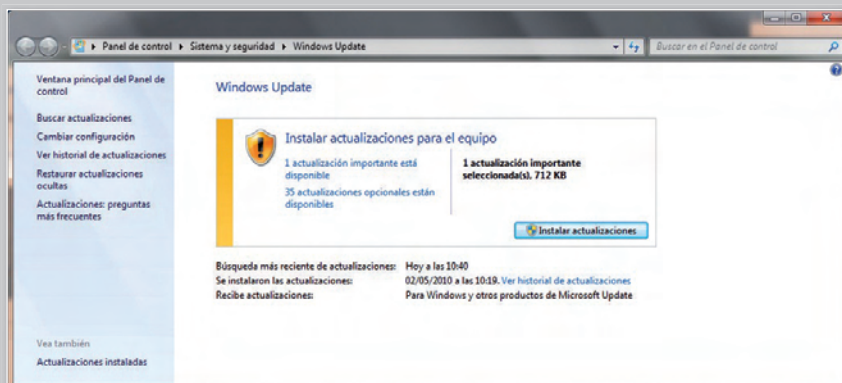 Panel de control
Sistema y seguridad
Windows Update
Buscar en el Panel de control
Ventana principal del Panel de
control
Buscar actualizaciones
Cambiar configuración
Ver historial de actualizaciones
Restaurar actualizaciones
ocultas
Actualizaciones: preguntas
más frecuentes
Vea también
Actualizaciones instaladas
Windows Update
Instalar actualizaciones para el equipo
1 actualización importante está
disponible
35 actualizaciones opcionales están
disponibles
1 actualización importante
seleccionada(s), 712 KB
Instalar actualizaciones
Búsqueda más reciente de actualizaciones: Hoy a las 10:40
Se instalaron las actualizaciones: 02/05/2010 a las 10:19. Ver historial de actualizaciones
Recibe actualizaciones: Para Windows y otros productos de Microsoft Update